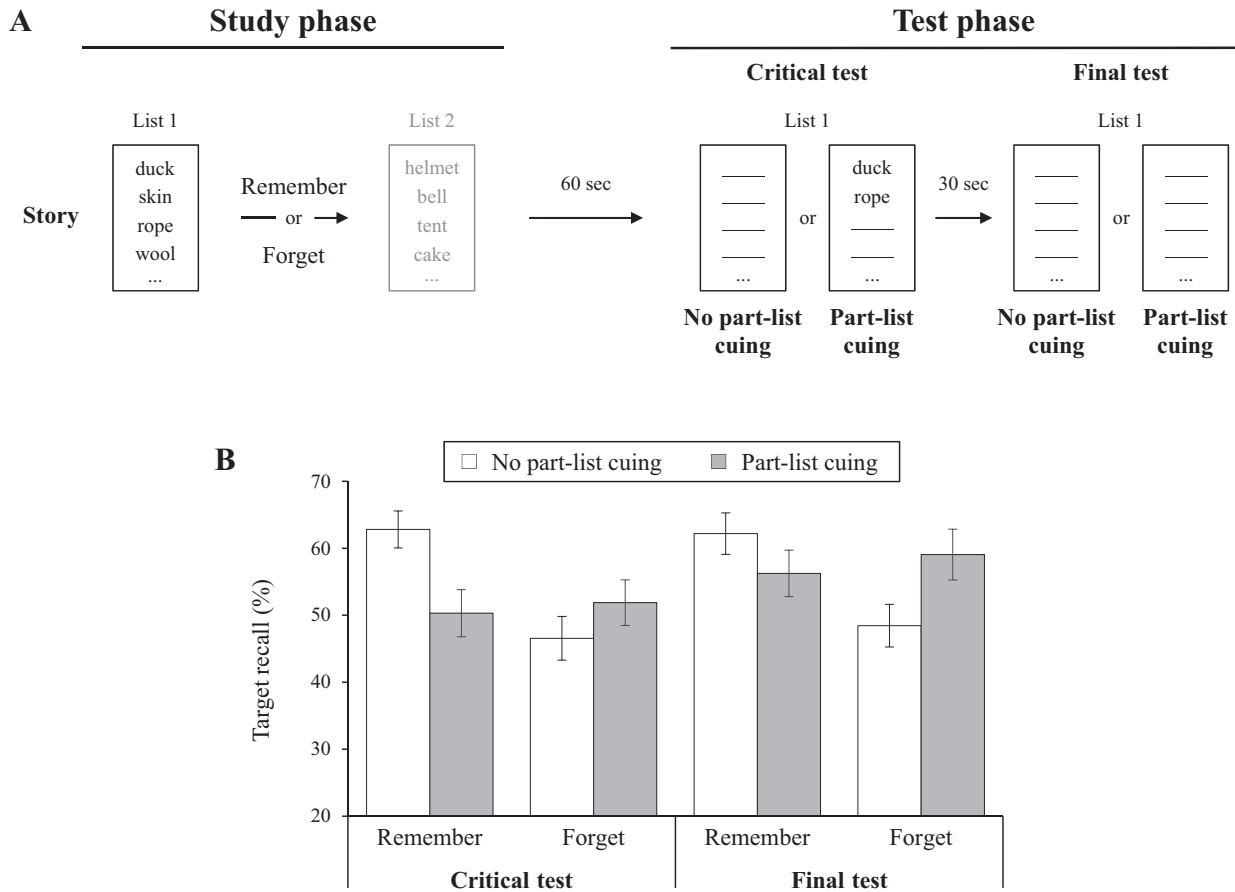 A
Study phase
Test phase
Critical test
Final test
List 1
List 2
List 1
List 1
Story
duck
skin
rope
wool
...
Remember
or
Forget
helmet
bell
tent
cake
...
60 sec
...
or
duck
rope
...
30 sec
...
or
...
No part-list
cuing
Part-list
cuing
No part-list
cuing
Part-list
cuing
B
No part-list cuing
Part-list cuing
Target recall (%)
70
60
50
40
30
20
Remember
Forget
Remember
Forget
Critical test
Final test